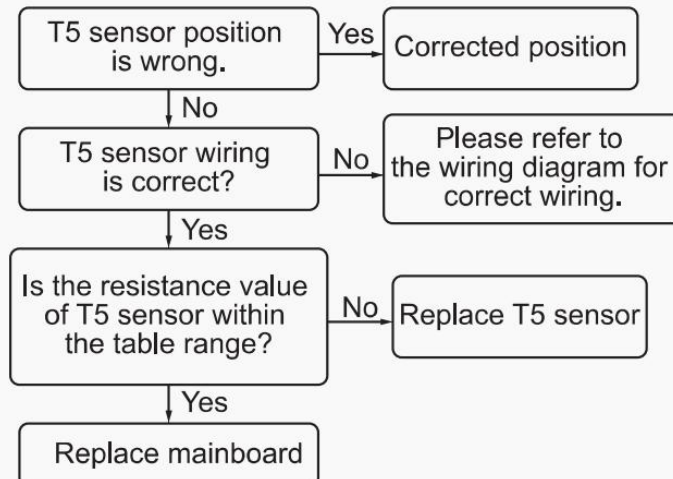 T5 sensor position
is wrong.
Yes
Corrected position
No
T5 sensor wiring
is correct?
No
Please refer to
the wiring diagram for
correct wiring.
Yes
Is the resistance value
of T5 sensor within
the table range?
No
Replace T5 sensor
Yes
Replace mainboard